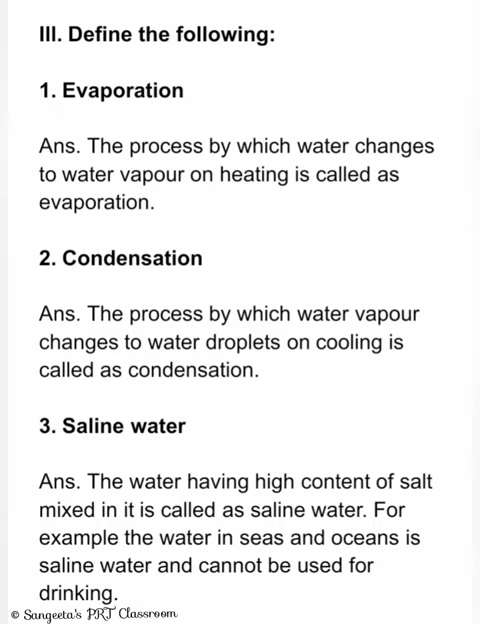 III. Define the following:
1. Evaporation
Ans. The process by which water changes
to water vapour on heating is called as
evaporation.
2. Condensation
Ans. The process by which water vapour
changes to water droplets on cooling is
called as condensation.
3. Saline water
Ans. The water having high content of salt
mixed in it is called as saline water. For
example the water in seas and oceans is
saline water and cannot be used for
drinking.
© Sangeeta's PRT Classroom